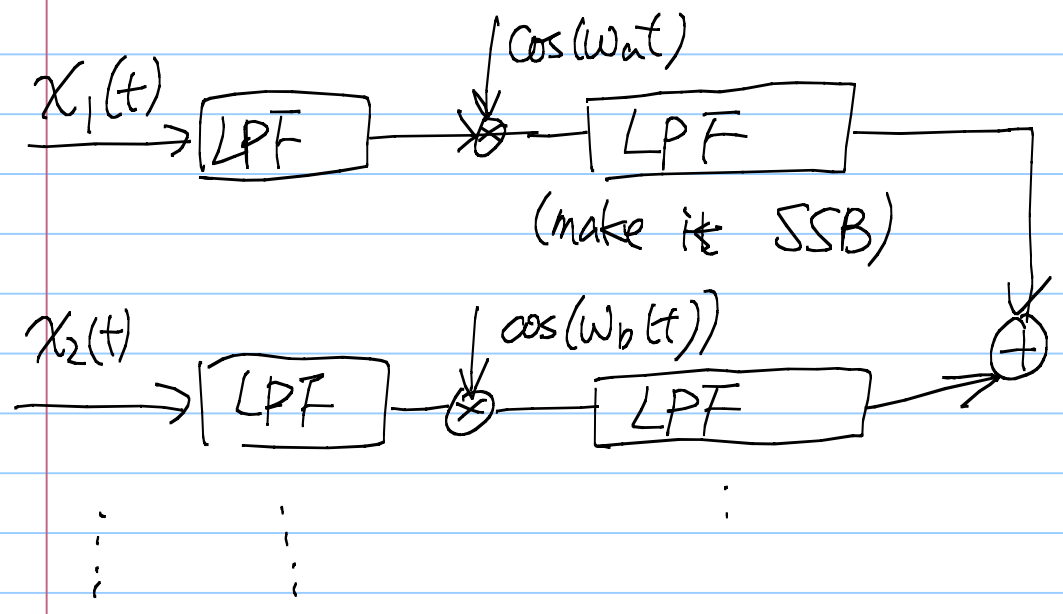 cos(ωat)
x₁(t)
LPF
LPF
(make it SSB)
x₂(t)
cos(ωb(t))
LPF
LPF